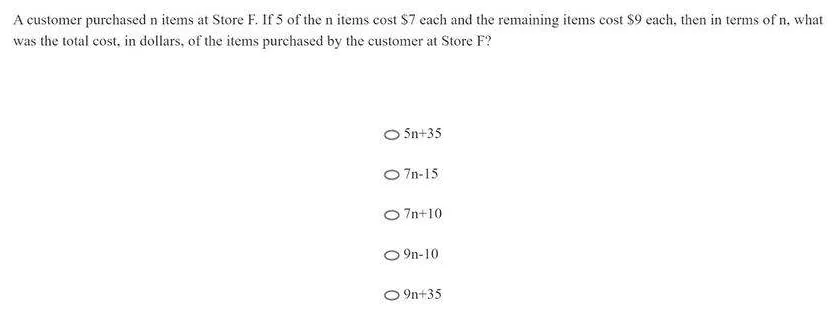 A customer purchased n items at Store F. If 5 of the n items cost $7 each and the remaining items cost $9 each, then in terms of n, what
was the total cost, in dollars, of the items purchased by the customer at Store F?
5n+35
7n-15
7n+10
9n-10
9n+35